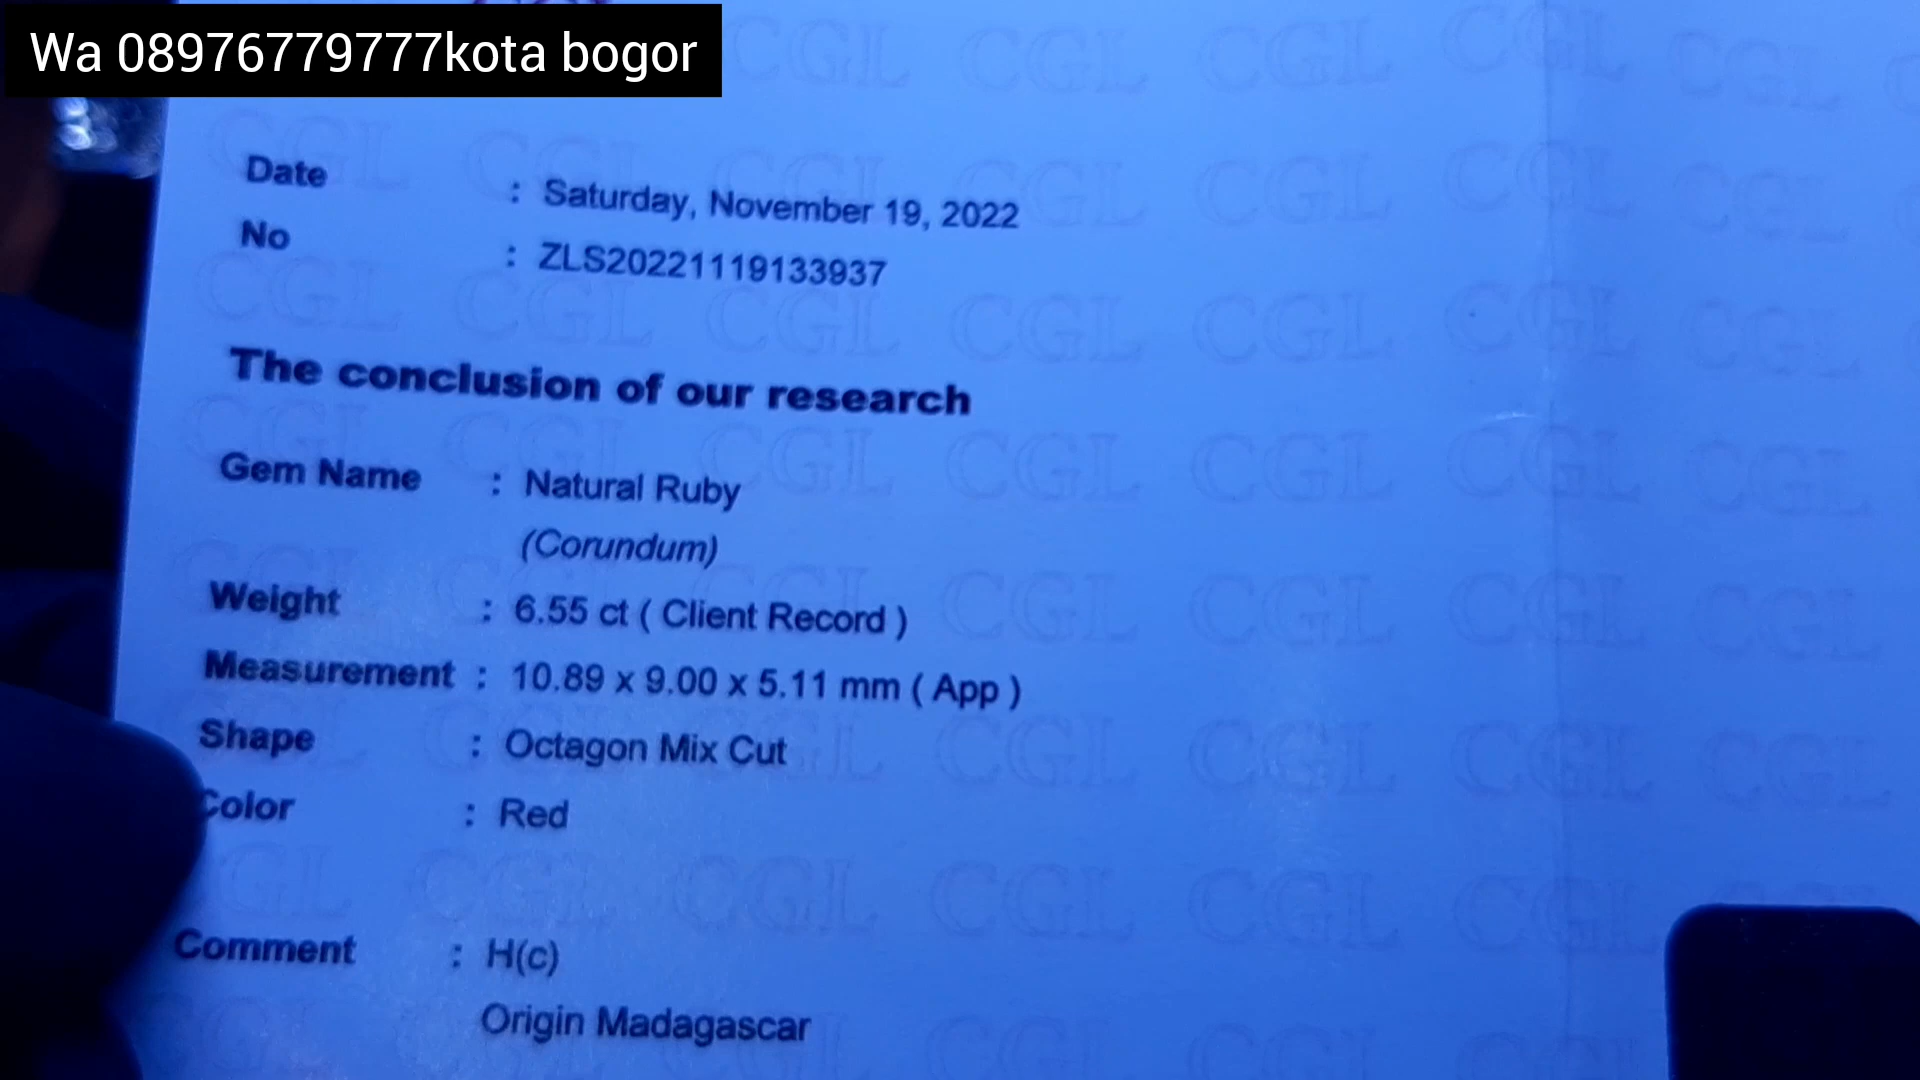 Wa 08976779777kota bogor
Date : Saturday, November 19, 2022
No : ZLS20221119133937
The conclusion of our research
Gem Name : Natural Ruby
(Corundum)
Weight : 6.55 ct ( Client Record )
Measurement : 10.89 x 9.00 x 5.11 mm ( App )
Shape : Octagon Mix Cut
Color : Red
Comment : H(c)
Origin Madagascar
CGL